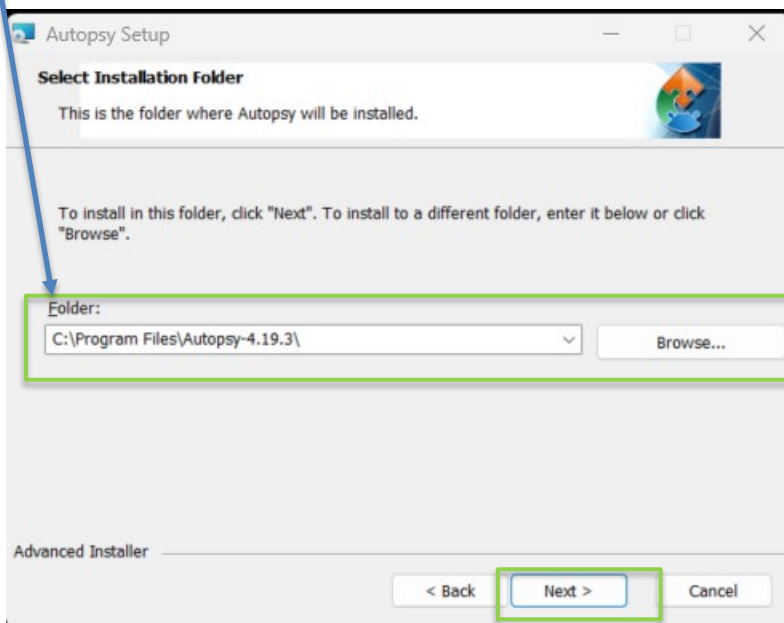 Autopsy Setup
Select Installation Folder
This is the folder where Autopsy will be installed.
To install in this folder, click "Next". To install to a different folder, enter it below or click
"Browse".
Folder:
C:\Program Files\Autopsy-4.19.3\
Browse...
Advanced Installer
< Back
Next >
Cancel